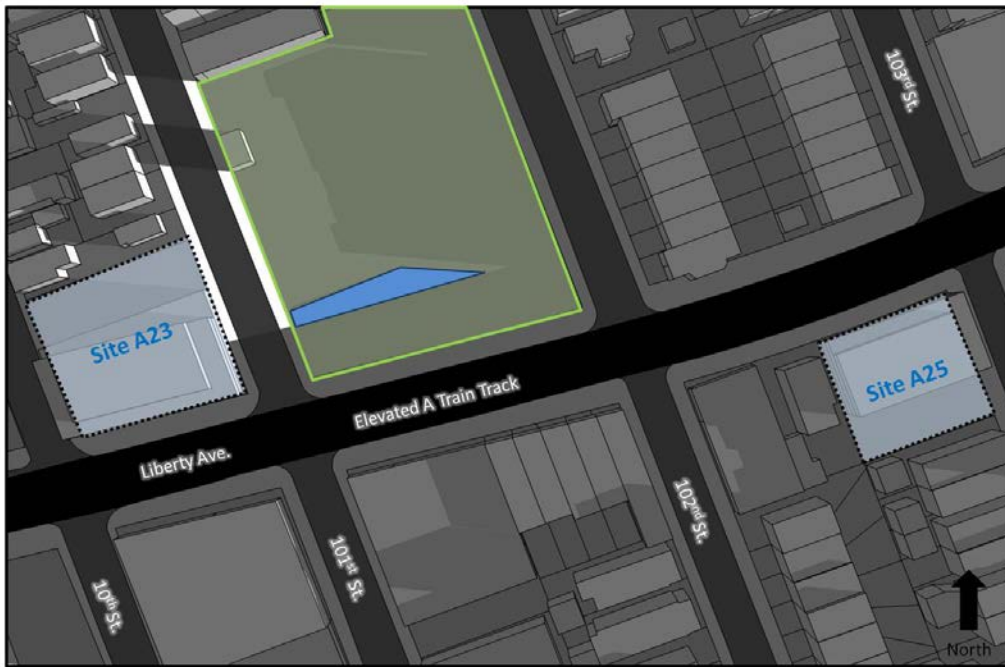 103rd St.
Site A23
Elevated A Train Track
Site A25
Liberty Ave.
102nd St.
101st St.
10th St.
North